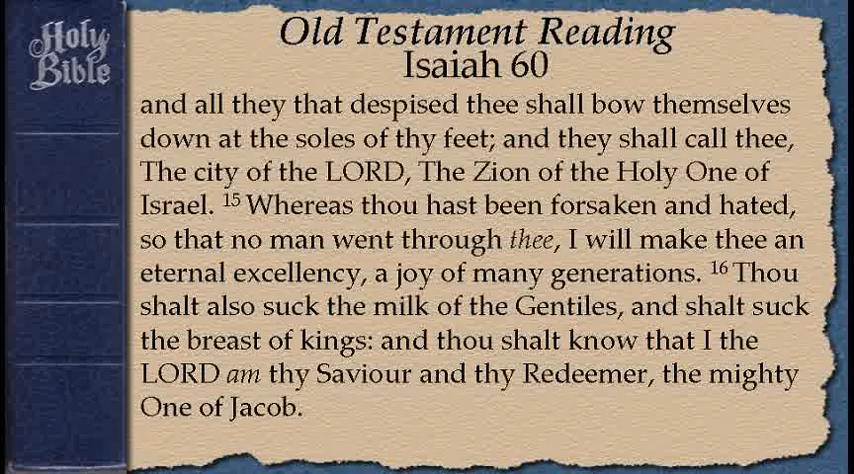 Holy
Bible
Old Testament Reading
Isaiah 60
and all they that despised thee shall bow themselves
down at the soles of thy feet; and they shall call thee,
The city of the LORD, The Zion of the Holy One of
Israel. 15 Whereas thou hast been forsaken and hated,
so that no man went through thee, I will make thee an
eternal excellency, a joy of many generations. 16 Thou
shalt also suck the milk of the Gentiles, and shalt suck
the breast of kings: and thou shalt know that I the
LORD am thy Saviour and thy Redeemer, the mighty
One of Jacob.